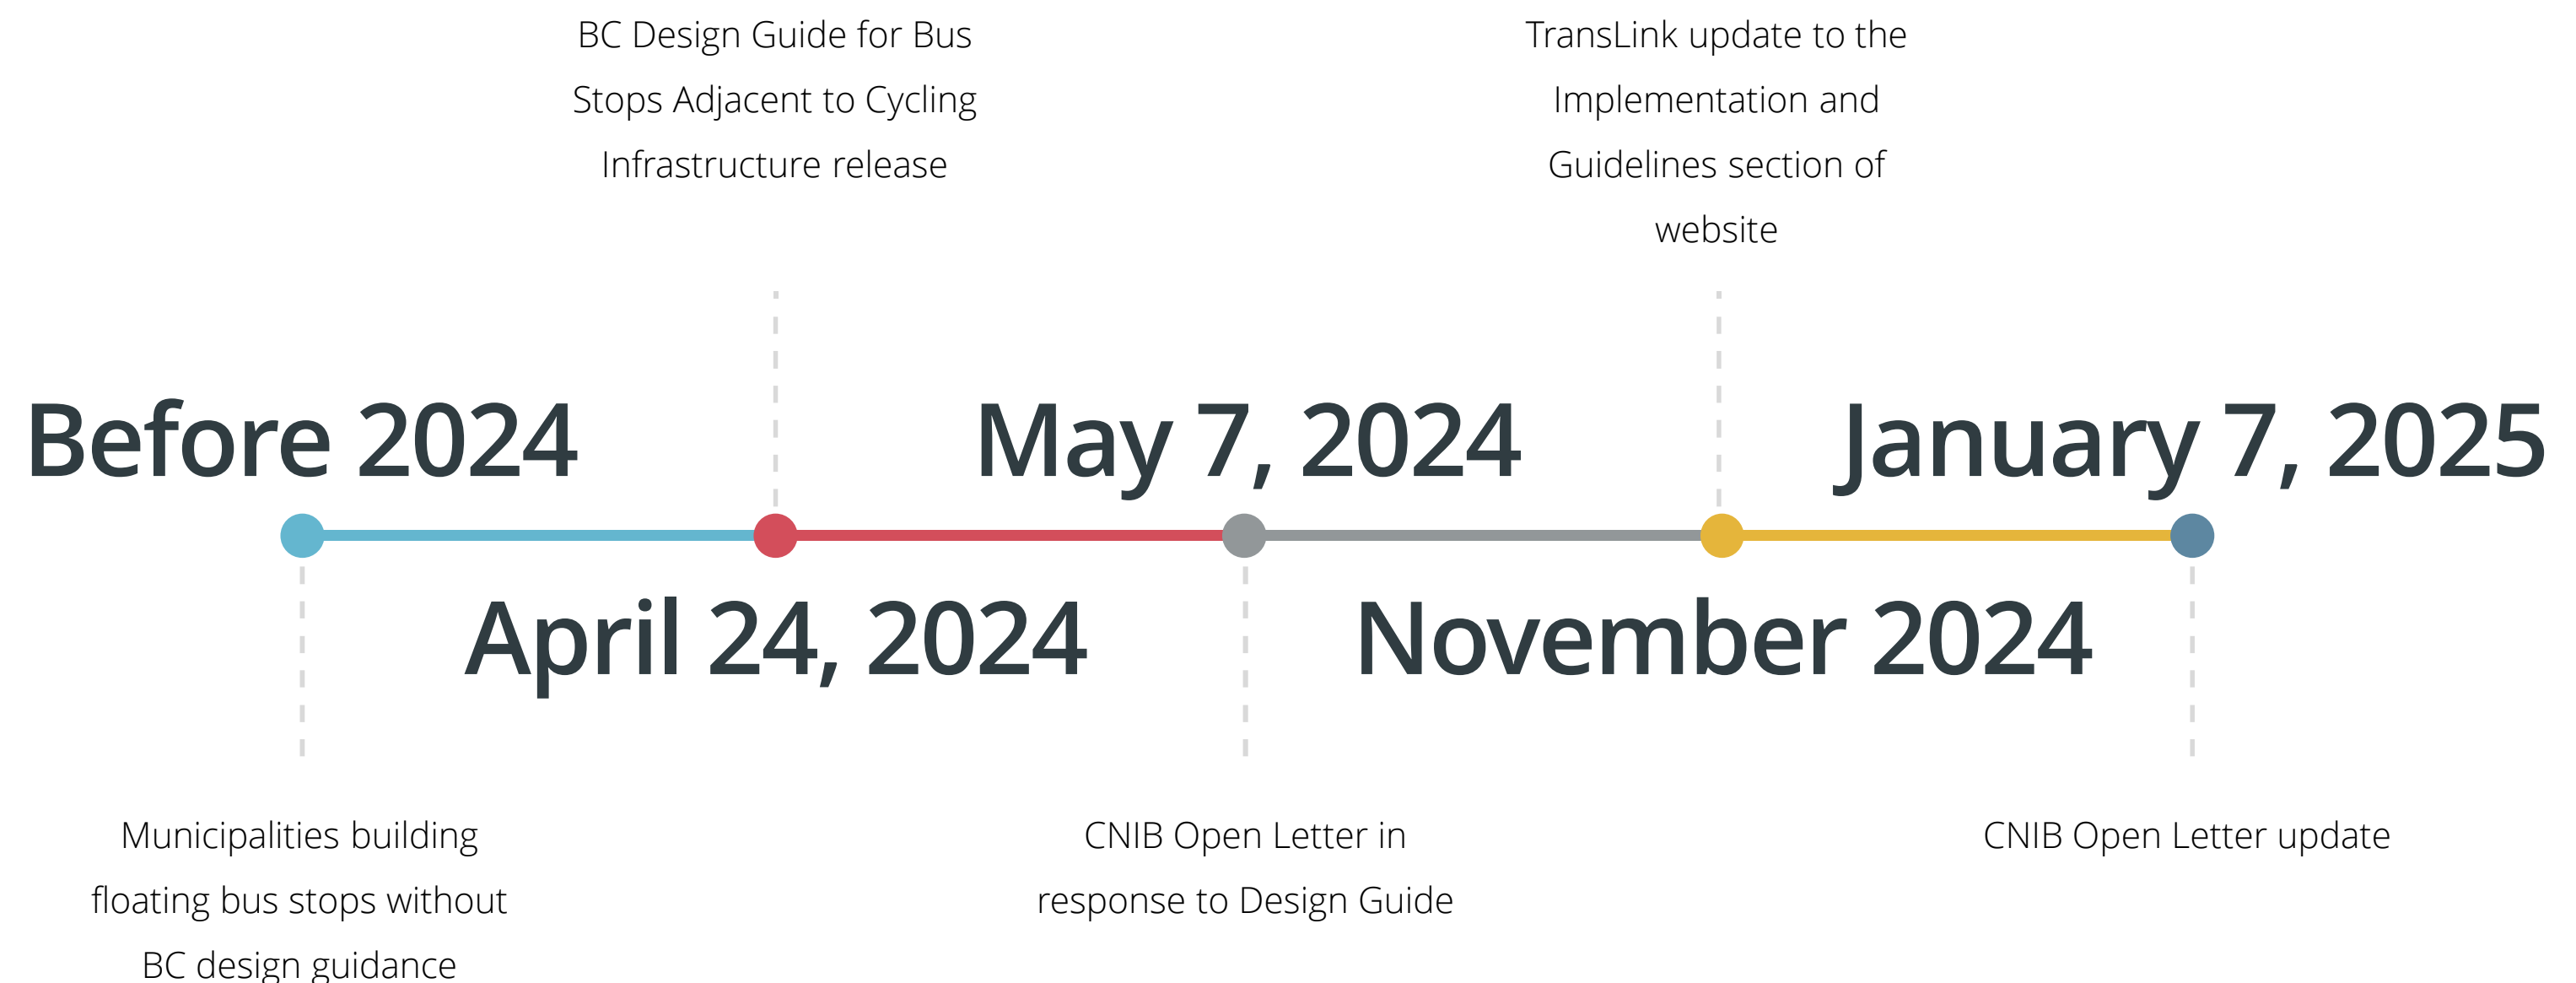 BC Design Guide for Bus
Stops Adjacent to Cycling
Infrastructure release
TransLink update to the
Implementation and
Guidelines section of
website
Before 2024
May 7, 2024
January 7, 2025
April 24, 2024
November 2024
Municipalities building
floating bus stops without
BC design guidance
CNIB Open Letter in
response to Design Guide
CNIB Open Letter update